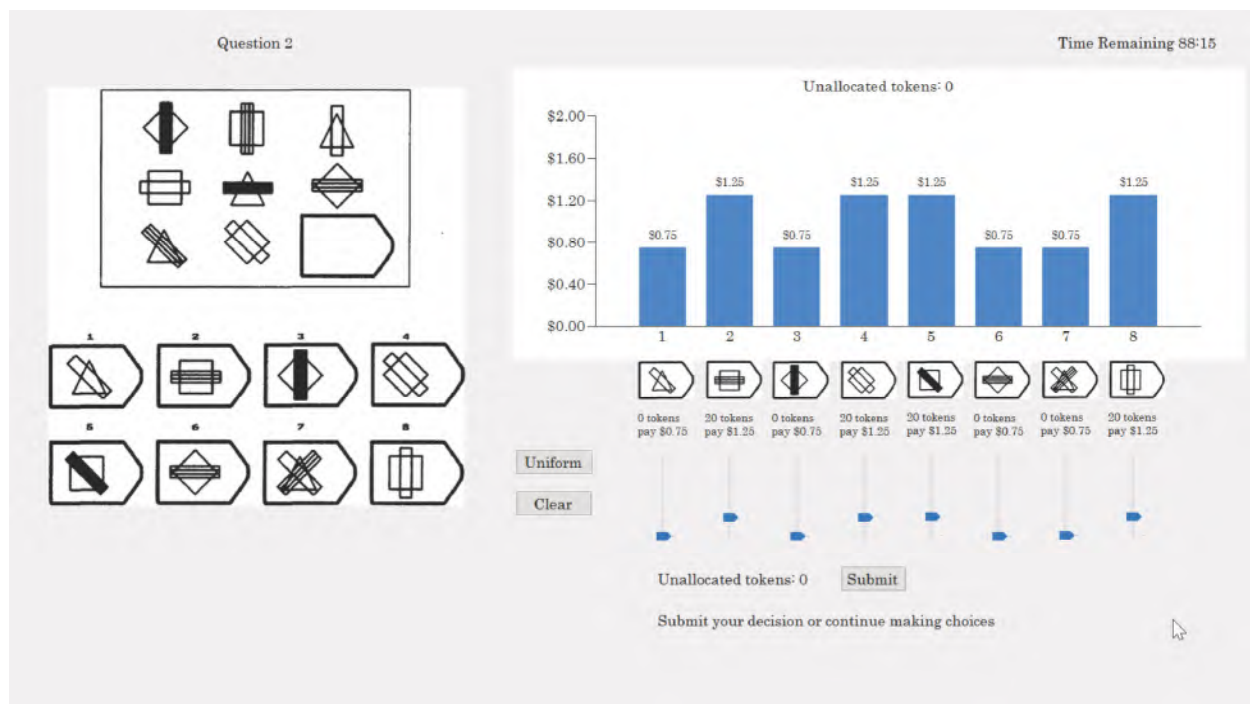 Question 2
Time Remaining 88:15
Unallocated tokens: 0
$2.00
$1.60
$1.20
$0.80
$0.40
$0.00
$0.75 $1.25 $0.75 $1.25 $1.25 $0.75 $0.75 $1.25
1 2 3 4 5 6 7 8
1 2 3 4
5 6 7 8
0 tokens 20 tokens 0 tokens 20 tokens 20 tokens 0 tokens 0 tokens 20 tokens
pay $0.75 pay $1.25 pay $0.75 pay $1.25 pay $1.25 pay $0.75 pay $0.75 pay $1.25
Uniform
Clear
Unallocated tokens: 0 Submit
Submit your decision or continue making choices